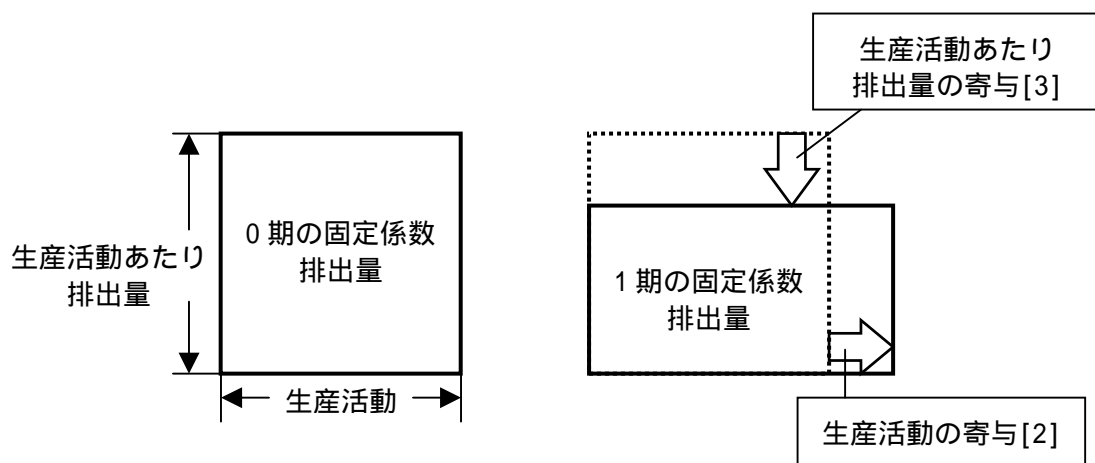 生産活動あたり
排出量の寄与[3]
生産活動あたり
排出量
0期の固定係数
排出量
生産活動
1期の固定係数
排出量
生産活動の寄与[2]